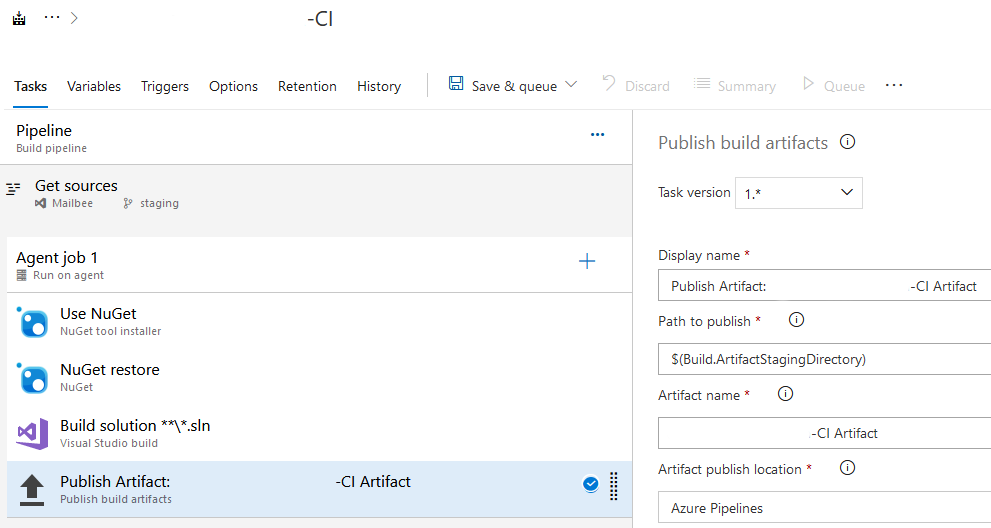 -CI
Tasks Variables Triggers Options Retention History Save & queue Discard Summary Queue
Pipeline
Build pipeline
Get sources
Mailbee staging
Agent job 1
Run on agent
Use NuGet
NuGet tool installer
NuGet restore
NuGet
Build solution **\*.sln
Visual Studio build
Publish Artifact: -CI Artifact
Publish build artifacts
Publish build artifacts
Task version 1.*
Display name *
Publish Artifact: -CI Artifact
Path to publish *
$(Build.ArtifactStagingDirectory)
Artifact name *
-CI Artifact
Artifact publish location *
Azure Pipelines